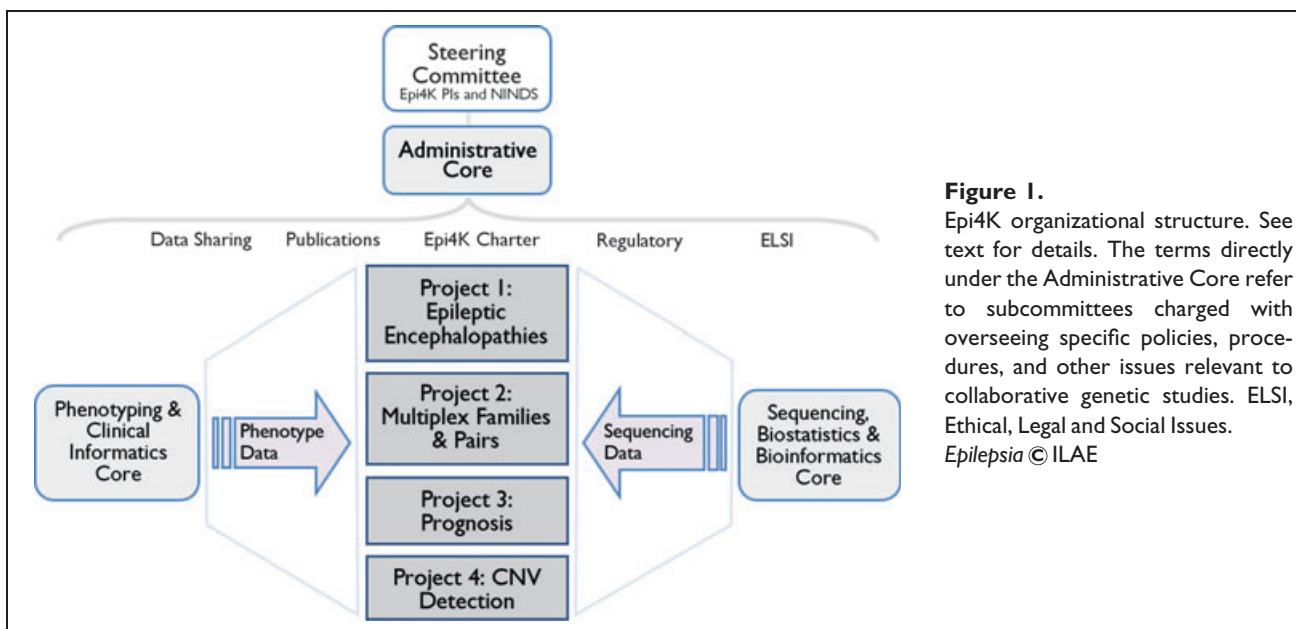 Steering
Committee
Epi4K PIs and NINDS
Administrative
Core
Data Sharing
Publications
Epi4K Charter
Regulatory
ELSI
Project 1:
Epileptic
Encephalopathies
Project 2:
Multiplex Families
& Pairs
Project 3:
Prognosis
Project 4: CNV
Detection
Phenotyping &
Clinical
Informatics
Core
Phenotype
Data
Sequencing
Data
Sequencing,
Biostatistics &
Bioinformatics
Core
Figure 1.
Epi4K organizational structure. See
text for details. The terms directly
under the Administrative Core refer
to subcommittees charged with
overseeing specific policies, proce-
dures, and other issues relevant to
collaborative genetic studies. ELSI,
Ethical, Legal and Social Issues.
Epilepsia © ILAE